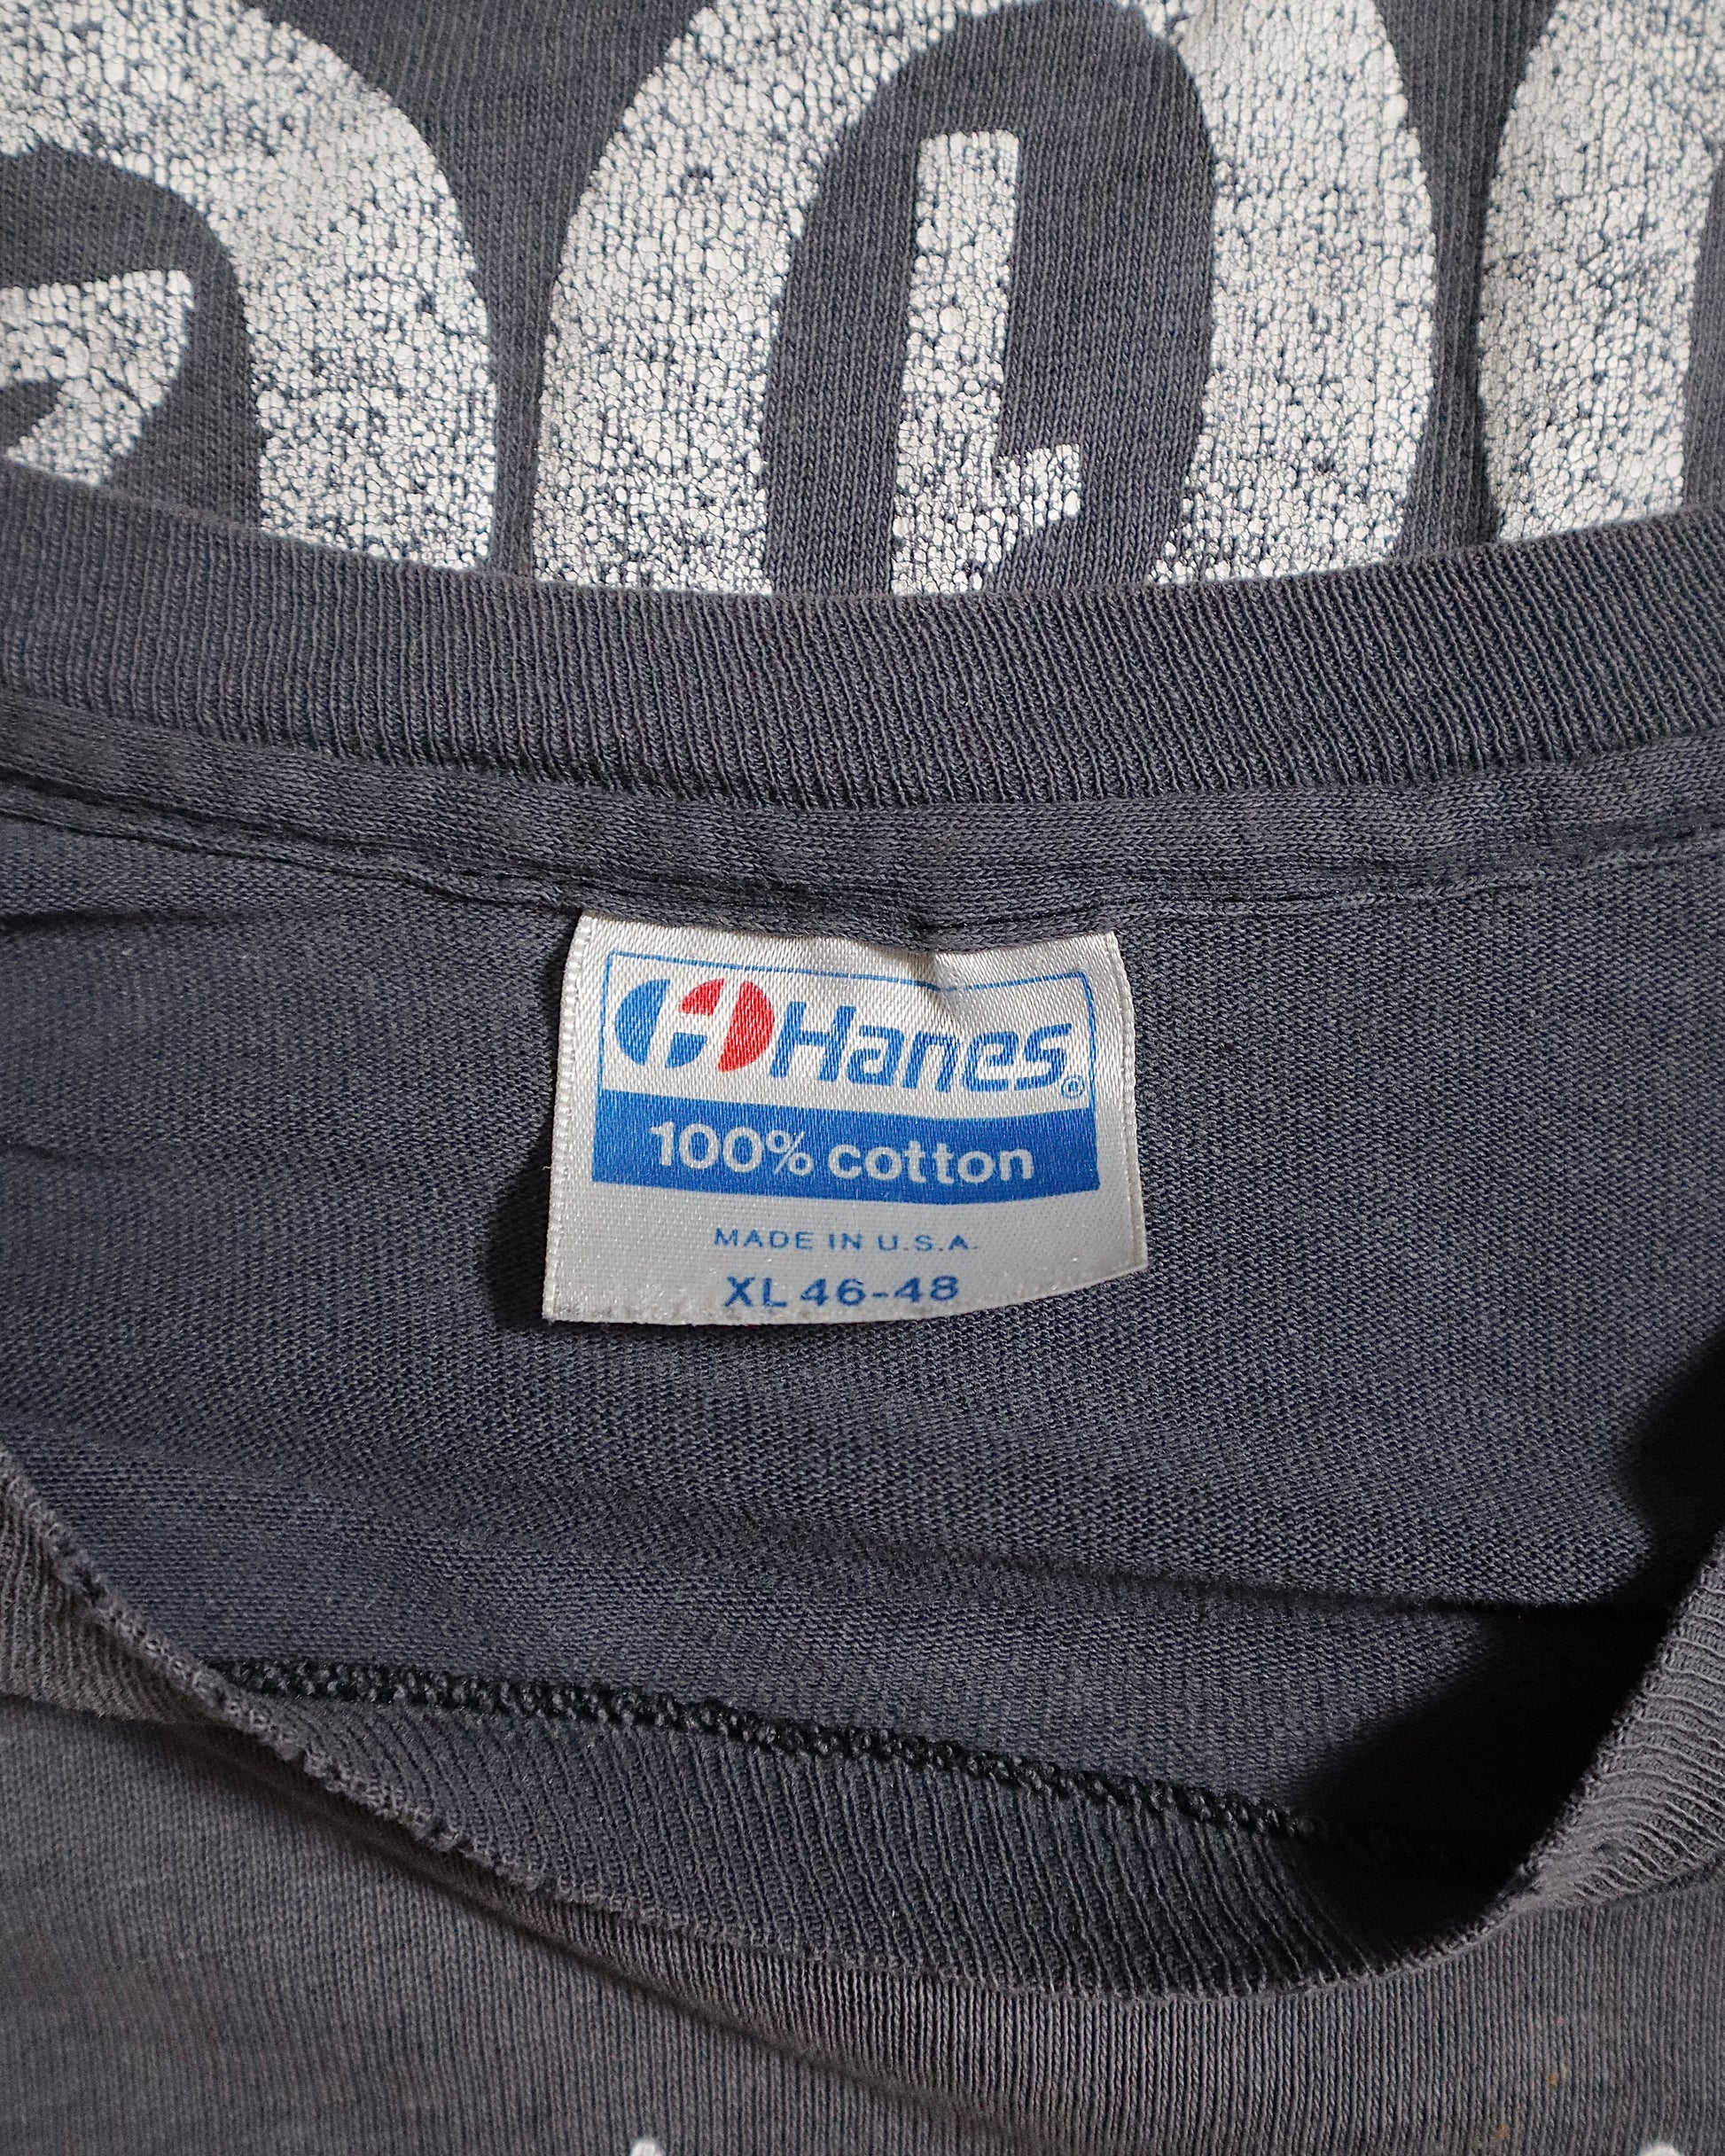 Hanes®
100% cotton
MADE IN U.S.A.
XL 46-48